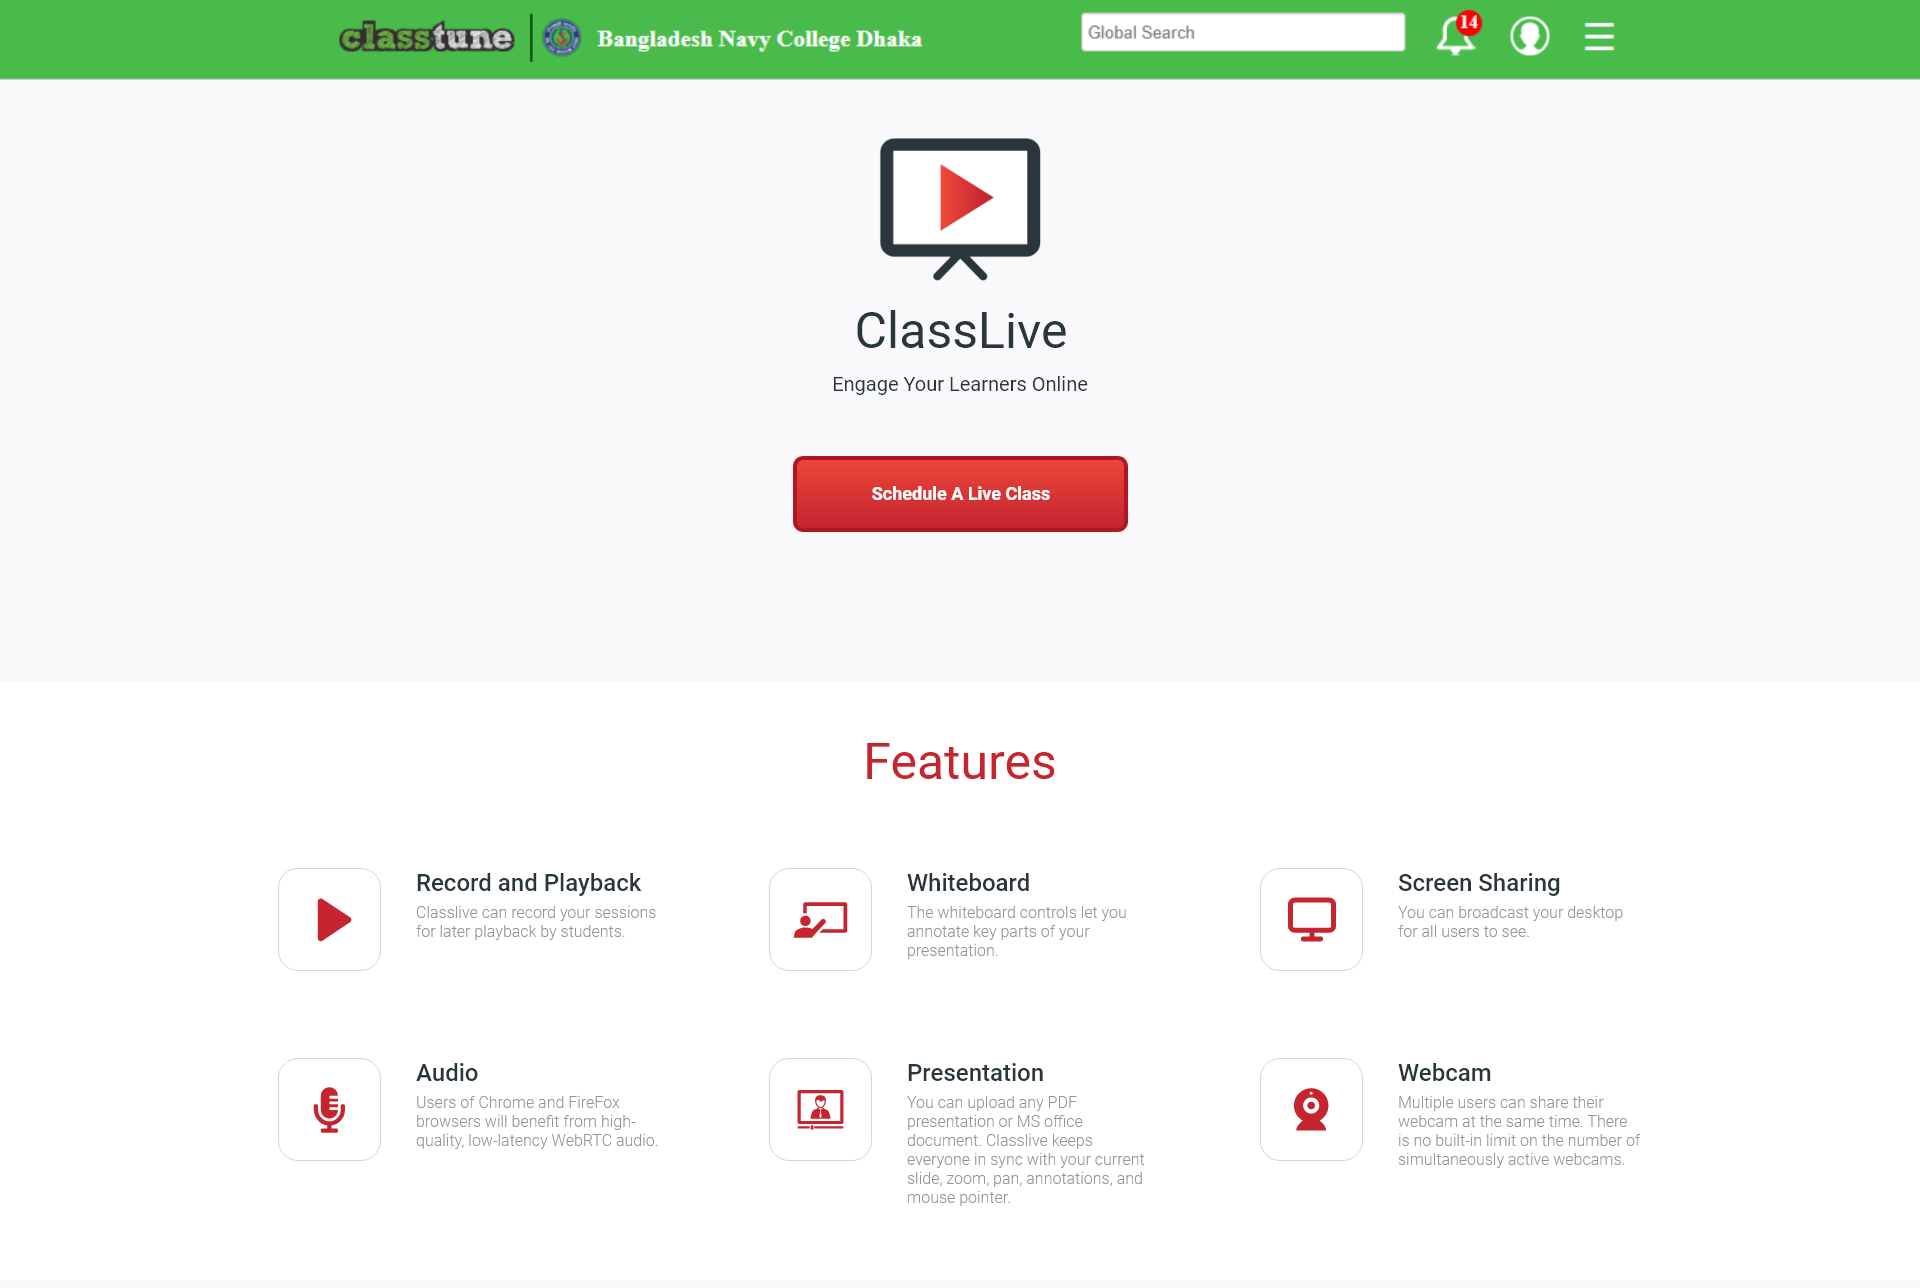 classtune
Bangladesh Navy College Dhaka
Global Search
14
ClassLive
Engage Your Learners Online
Schedule A Live Class
Features
Record and Playback
Classlive can record your sessions
for later playback by students.
Whiteboard
The whiteboard controls let you
annotate key parts of your
presentation.
Screen Sharing
You can broadcast your desktop
for all users to see.
Audio
Users of Chrome and FireFox
browsers will benefit from high-
quality, low-latency WebRTC audio.
Presentation
You can upload any PDF
presentation or MS office
document. Classlive keeps
everyone in sync with your current
slide, zoom, pan, annotations, and
mouse pointer.
Webcam
Multiple users can share their
webcam at the same time. There
is no built-in limit on the number of
simultaneously active webcams.